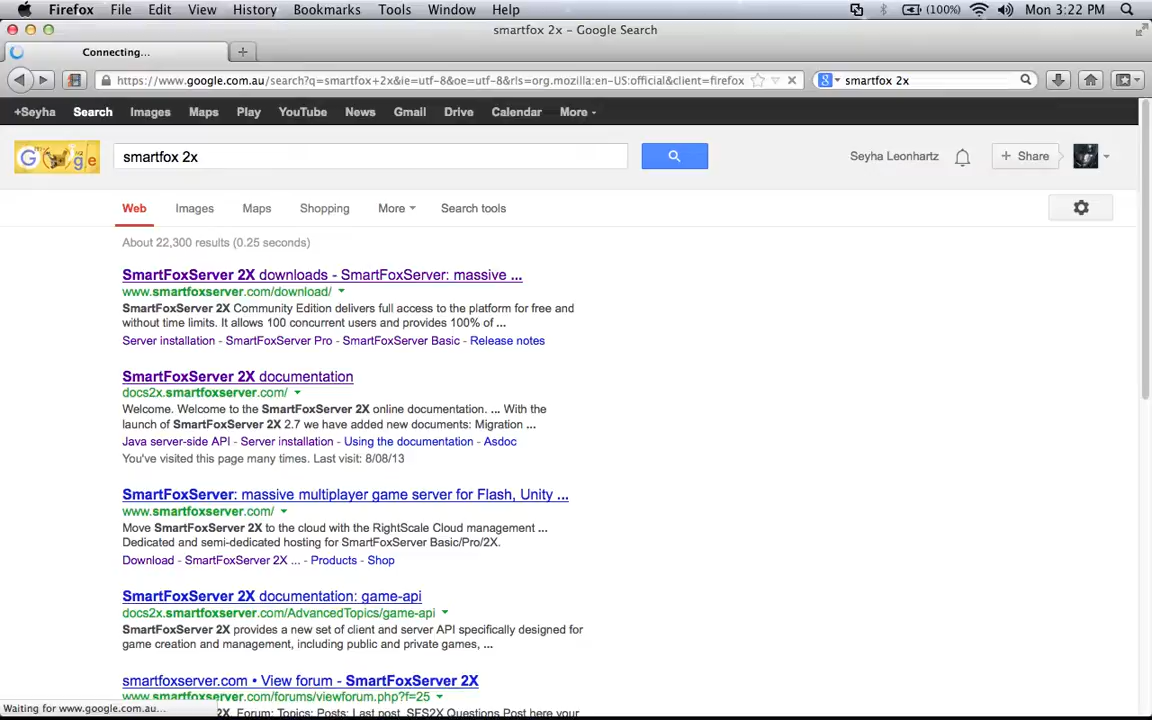 Firefox File Edit View History Bookmarks Tools Window Help (100%) Mon 3:22 PM
smartfox 2x - Google Search
Connecting...
https://www.google.com.au/search?q=smartfox+2x&ie=utf-8&oe=utf-8&rls=org.mozilla:en-US:official&client=firefox smartfox 2x
+Seyha Search Images Maps Play YouTube News Gmail Drive Calendar More
Google smartfox 2x Seyha Leonhartz + Share
Web Images Maps Shopping More Search tools
About 22,300 results (0.25 seconds)
SmartFoxServer 2X downloads - SmartFoxServer: massive ...
www.smartfoxserver.com/download/
SmartFoxServer 2X Community Edition delivers full access to the platform for free and
without time limits. It allows 100 concurrent users and provides 100% of ...
Server installation - SmartFoxServer Pro - SmartFoxServer Basic - Release notes
SmartFoxServer 2X documentation
docs2x.smartfoxserver.com/
Welcome. Welcome to the SmartFoxServer 2X online documentation. ... With the
launch of SmartFoxServer 2X 2.7 we have added new documents: Migration ...
Java server-side API - Server installation - Using the documentation - Asdoc
You've visited this page many times. Last visit: 8/08/13
SmartFoxServer: massive multiplayer game server for Flash, Unity ...
www.smartfoxserver.com/
Move SmartFoxServer 2X to the cloud with the RightScale Cloud management ...
Dedicated and semi-dedicated hosting for SmartFoxServer Basic/Pro/2X.
Download - SmartFoxServer 2X ... - Products - Shop
SmartFoxServer 2X documentation: game-api
docs2x.smartfoxserver.com/AdvancedTopics/game-api
SmartFoxServer 2X provides a new set of client and server API specifically designed for
game creation and management, including public and private games, ...
smartfoxserver.com • View forum - SmartFoxServer 2X
www.smartfoxserver.com/forums/viewforum.php?f=25
Waiting for www.google.com.au... X. Forum: Topics: Posts: Last post. SFS2X Questions Post here your